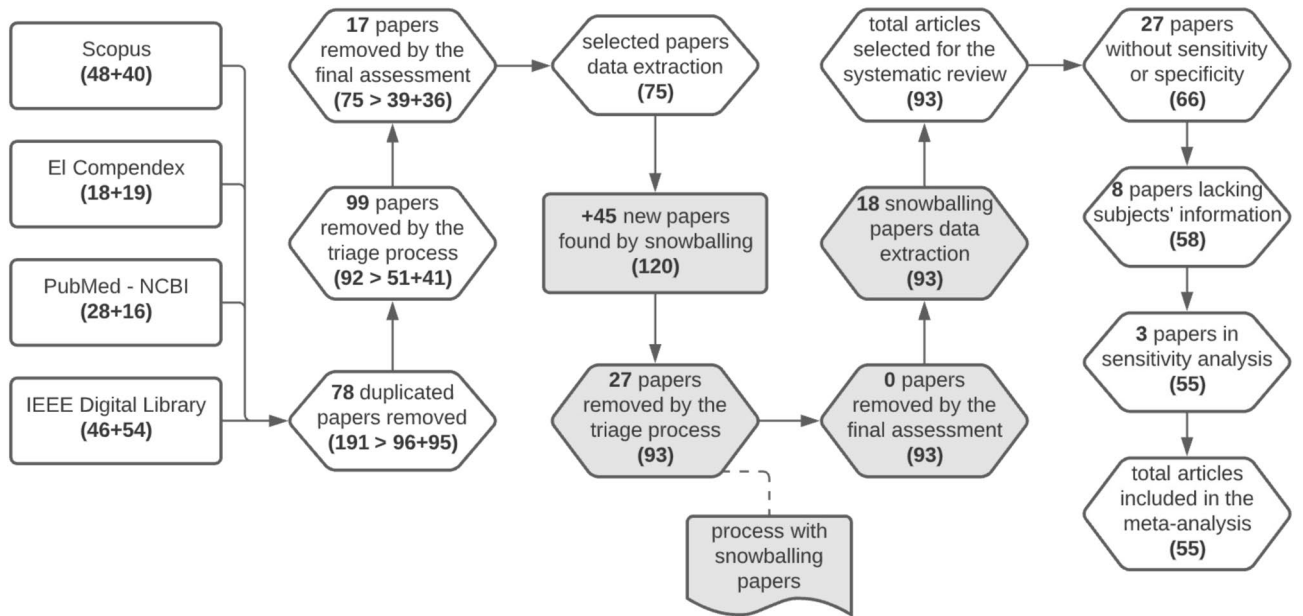 Scopus
(48+40)
El Compendex
(18+19)
PubMed - NCBI
(28+16)
IEEE Digital Library
(46+54)
78 duplicated
papers removed
(191 > 96+95)
99 papers
removed by the
triage process
(92 > 51+41)
17 papers
removed by the
final assessment
(75 > 39+36)
selected papers
data extraction
(75)
+45 new papers
found by snowballing
(120)
27 papers
removed by the
triage process
(93)
process with
snowballing
papers
0 papers
removed by the
final assessment
(93)
18 snowballing
papers data
extraction
(93)
total articles
selected for the
systematic review
(93)
27 papers
without sensitivity
or specificity
(66)
8 papers lacking
subjects' information
(58)
3 papers in
sensitivity analysis
(55)
total articles
included in the
meta-analysis
(55)